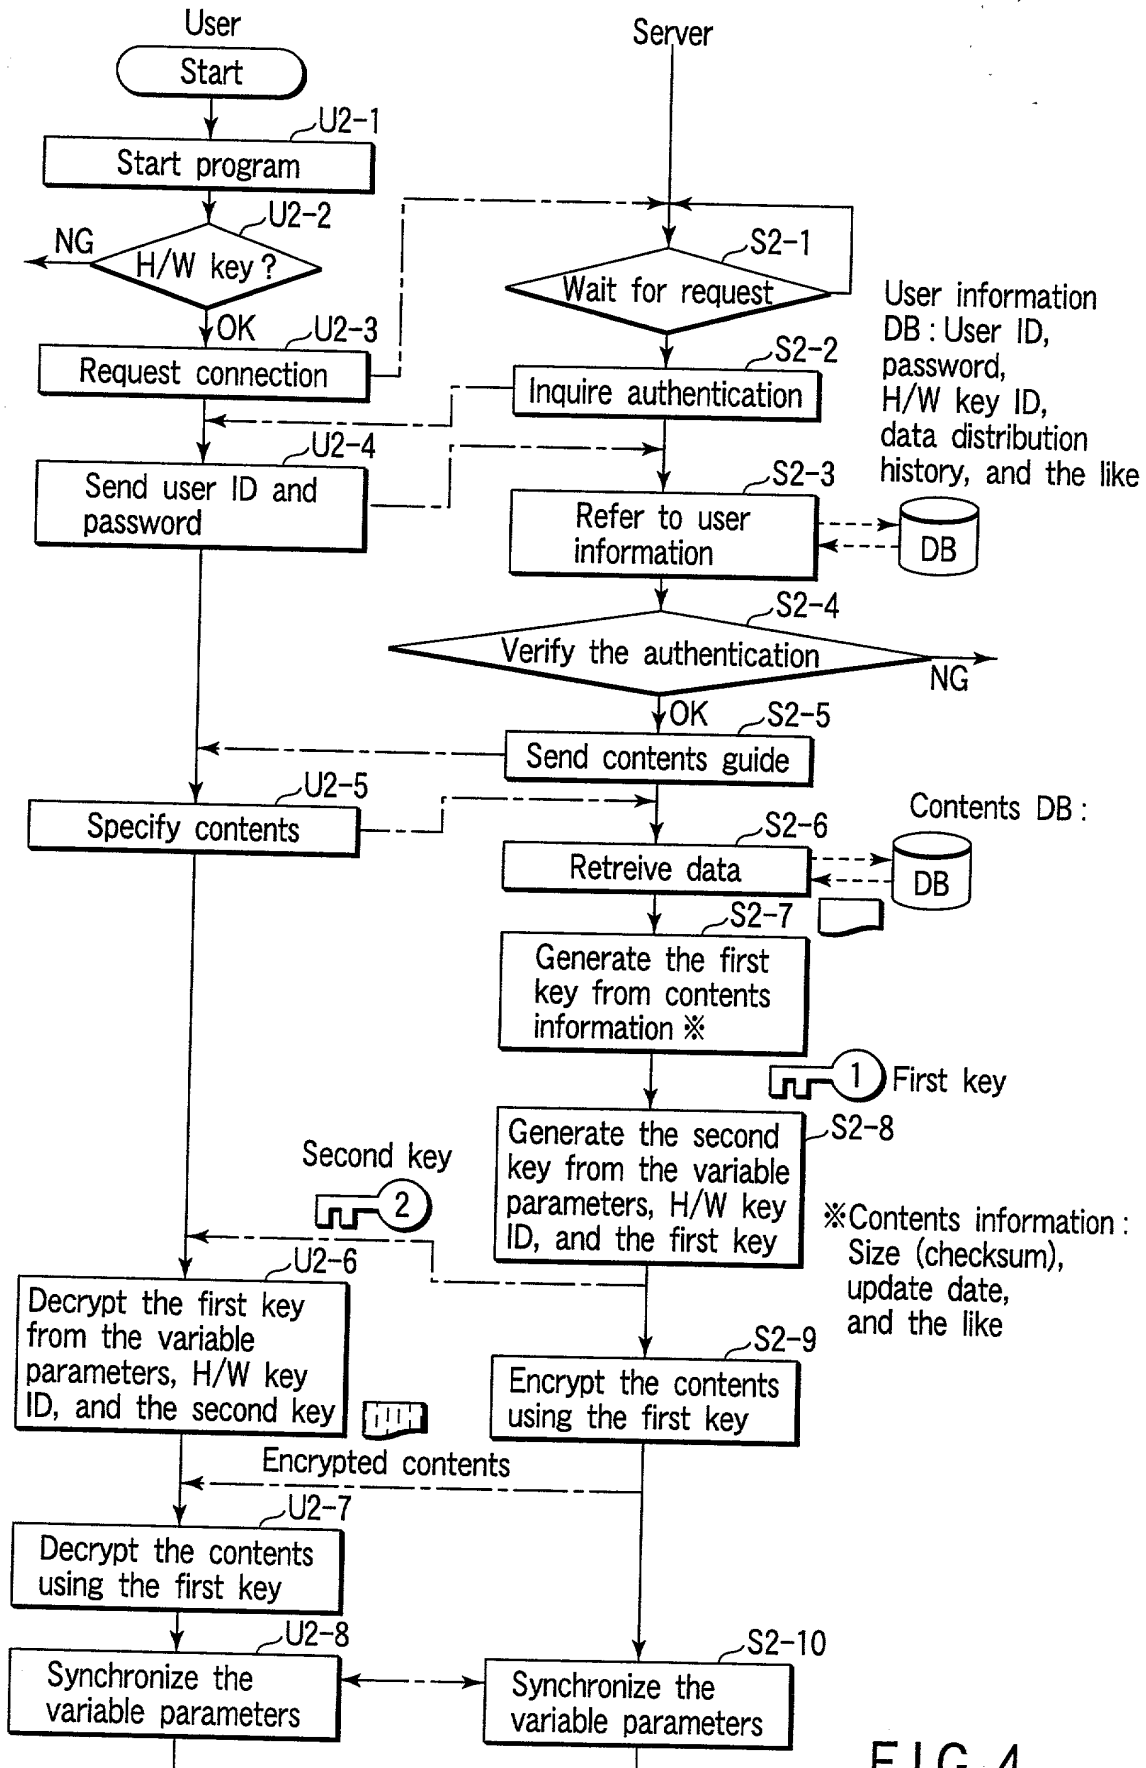 User
Start
U2-1
Start program
U2-2
NG
H/W key?
OK
U2-3
Request connection
U2-4
Send user ID and
password
U2-5
Specify contents
Second key
2
U2-6
Decrypt the first key
from the variable
parameters, H/W key
ID, and the second key
Encrypted contents
U2-7
Decrypt the contents
using the first key
U2-8
Synchronize the
variable parameters
Server
S2-1
Wait for request
S2-2
Inquire authentication
User information
DB : User ID,
password,
H/W key ID,
data distribution
history, and the like
S2-3
Refer to user
information
DB
S2-4
Verify the authentication
NG
OK
S2-5
Send contents guide
Contents DB :
S2-6
Retreive data
DB
S2-7
Generate the first
key from contents
information ※
1
First key
S2-8
Generate the second
key from the variable
parameters, H/W key
ID, and the first key
※Contents information :
Size (checksum),
update date,
and the like
S2-9
Encrypt the contents
using the first key
S2-10
Synchronize the
variable parameters
FIG. 4